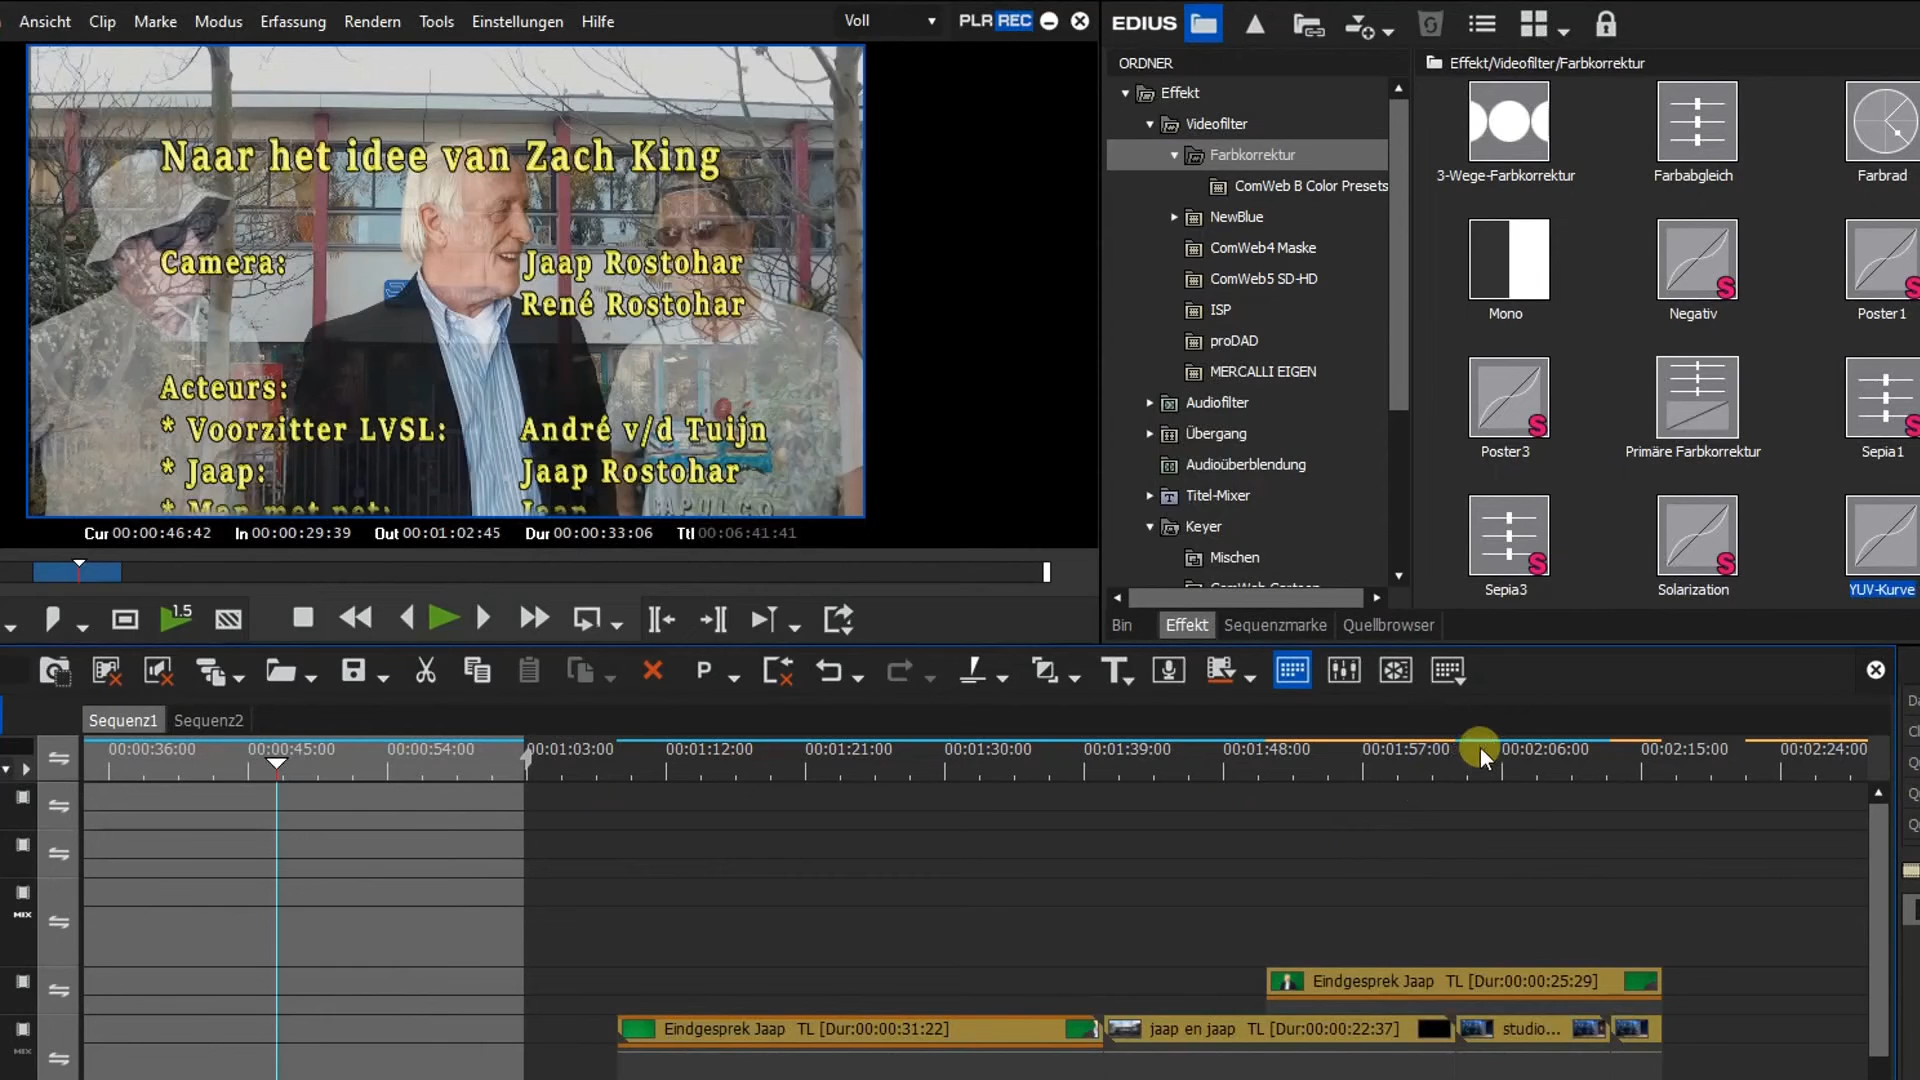 Ansicht Clip Marke Modus Erfassung Rendern Tools Einstellungen Hilfe
Voll
PLR REC
EDIUS
ORDNER
Effekt/Videofilter/Farbkorrektur
Effekt
Videofilter
Farbkorrektur
ComWeb B Color Presets
NewBlue
ComWeb4 Maske
ComWeb5 SD-HD
ISP
proDAD
MERCALLI EIGEN
Audiofilter
Übergang
Audioüberblendung
Titel-Mixer
Keyer
Mischen
3-Wege-Farbkorrektur
Farbabgleich
Farbrad
Mono
Negativ
Poster1
Poster3
Primäre Farbkorrektur
Sepia1
Sepia3
Solarization
YUV-Kurve
Naar het idee van Zach King
Camera: Jaap Rostohar
René Rostohar
Acteurs:
* Voorzitter LVSL: André v/d Tuijn
* Jaap: Jaap Rostohar
Cur 00:00:46:42 In 00:00:29:39 Out 00:01:02:45 Dur 00:00:33:06 Ttl 00:06:41:41
1.5
Bin Effekt Sequenzmarke Quellbrowser
P
Sequenz1 Sequenz2
00:00:36:00 00:00:45:00 00:00:54:00 00:01:03:00 00:01:12:00 00:01:21:00 00:01:30:00 00:01:39:00 00:01:48:00 00:01:57:00 00:02:06:00 00:02:15:00 00:02:24:00
MIX
Eindgesprek Jaap TL [Dur:00:00:25:29]
Eindgesprek Jaap TL [Dur:00:00:31:22] jaap en jaap TL [Dur:00:00:22:37] studio...
MIX